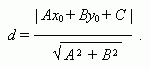 d = | Ax₀ + By₀ + C | / √(A² + B²) .